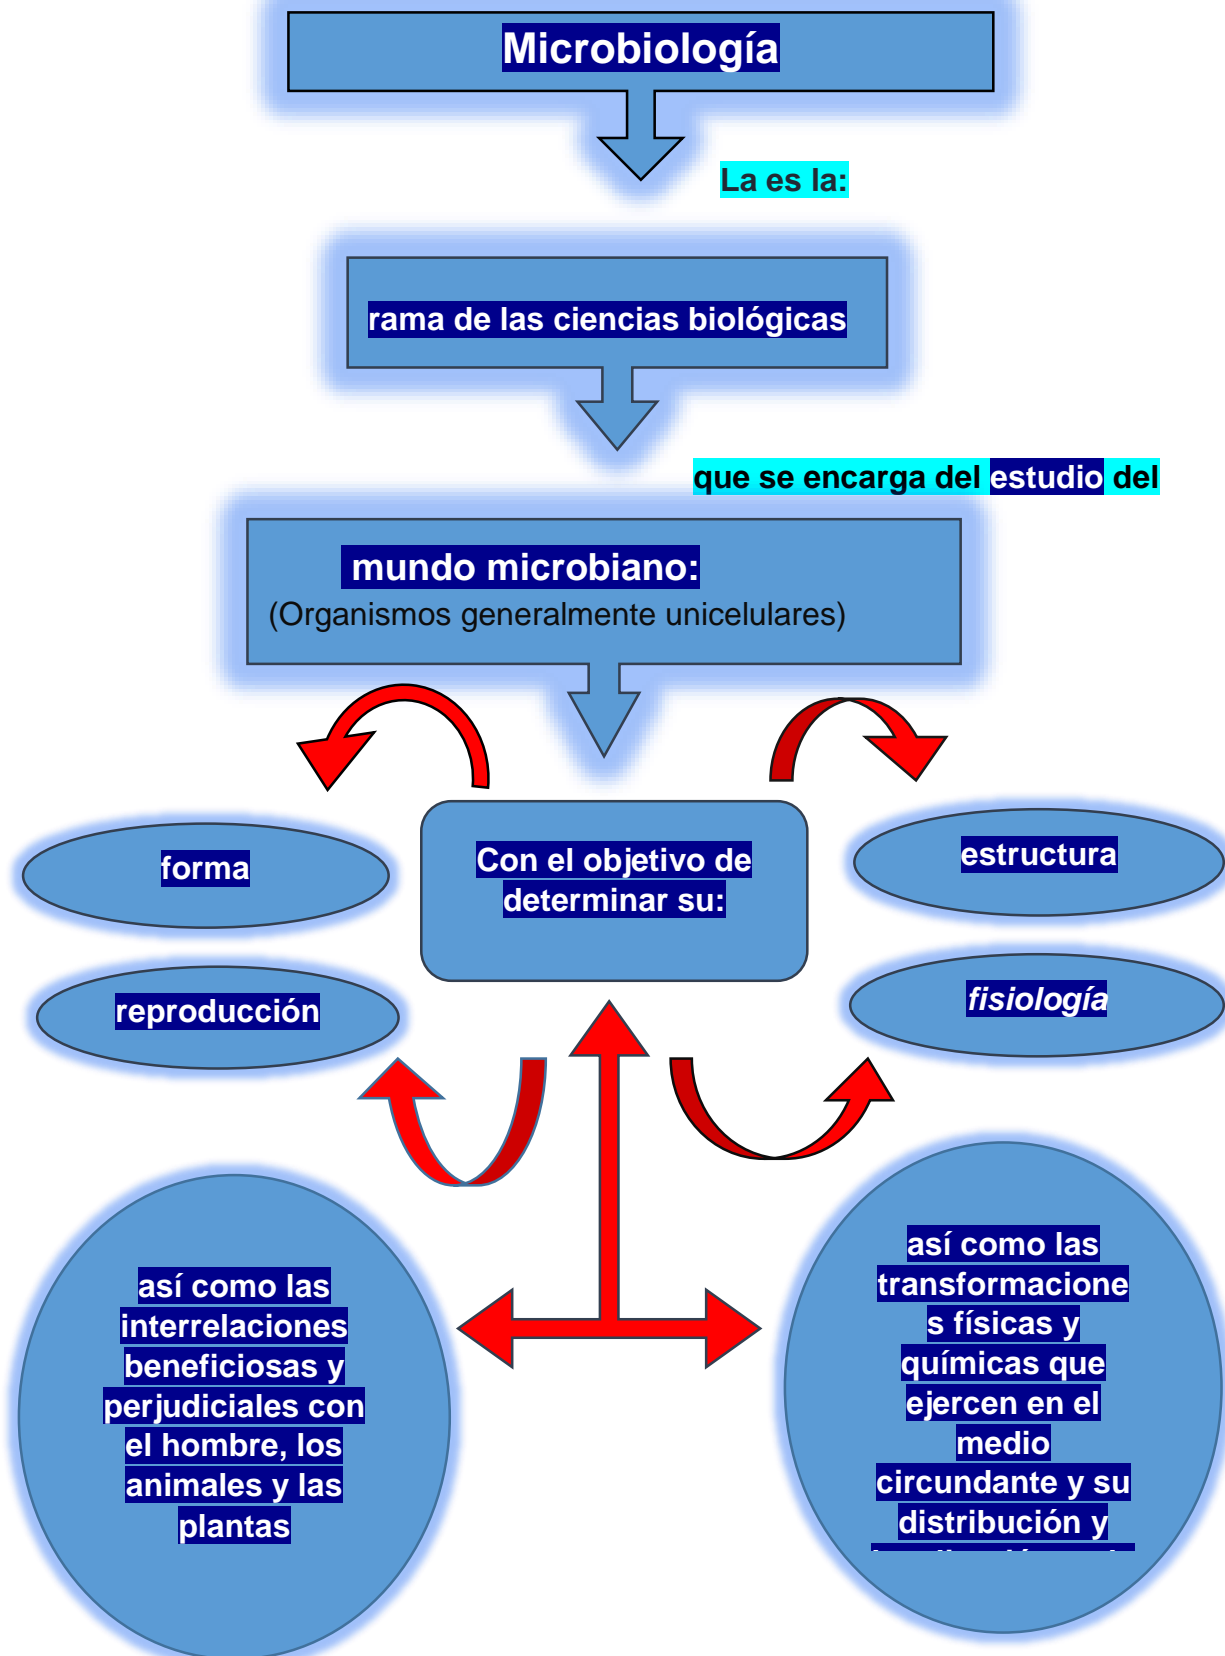 Microbiología
La es la:
rama de las ciencias biológicas
que se encarga del estudio del
mundo microbiano:
(Organismos generalmente unicelulares)
forma
Con el objetivo de
determinar su:
estructura
reproducción
fisiología
así como las
interrelaciones
beneficiosas y
perjudiciales con
el hombre, los
animales y las
plantas
así como las
transformacione
s físicas y
químicas que
ejercen en el
medio
circundante y su
distribución y